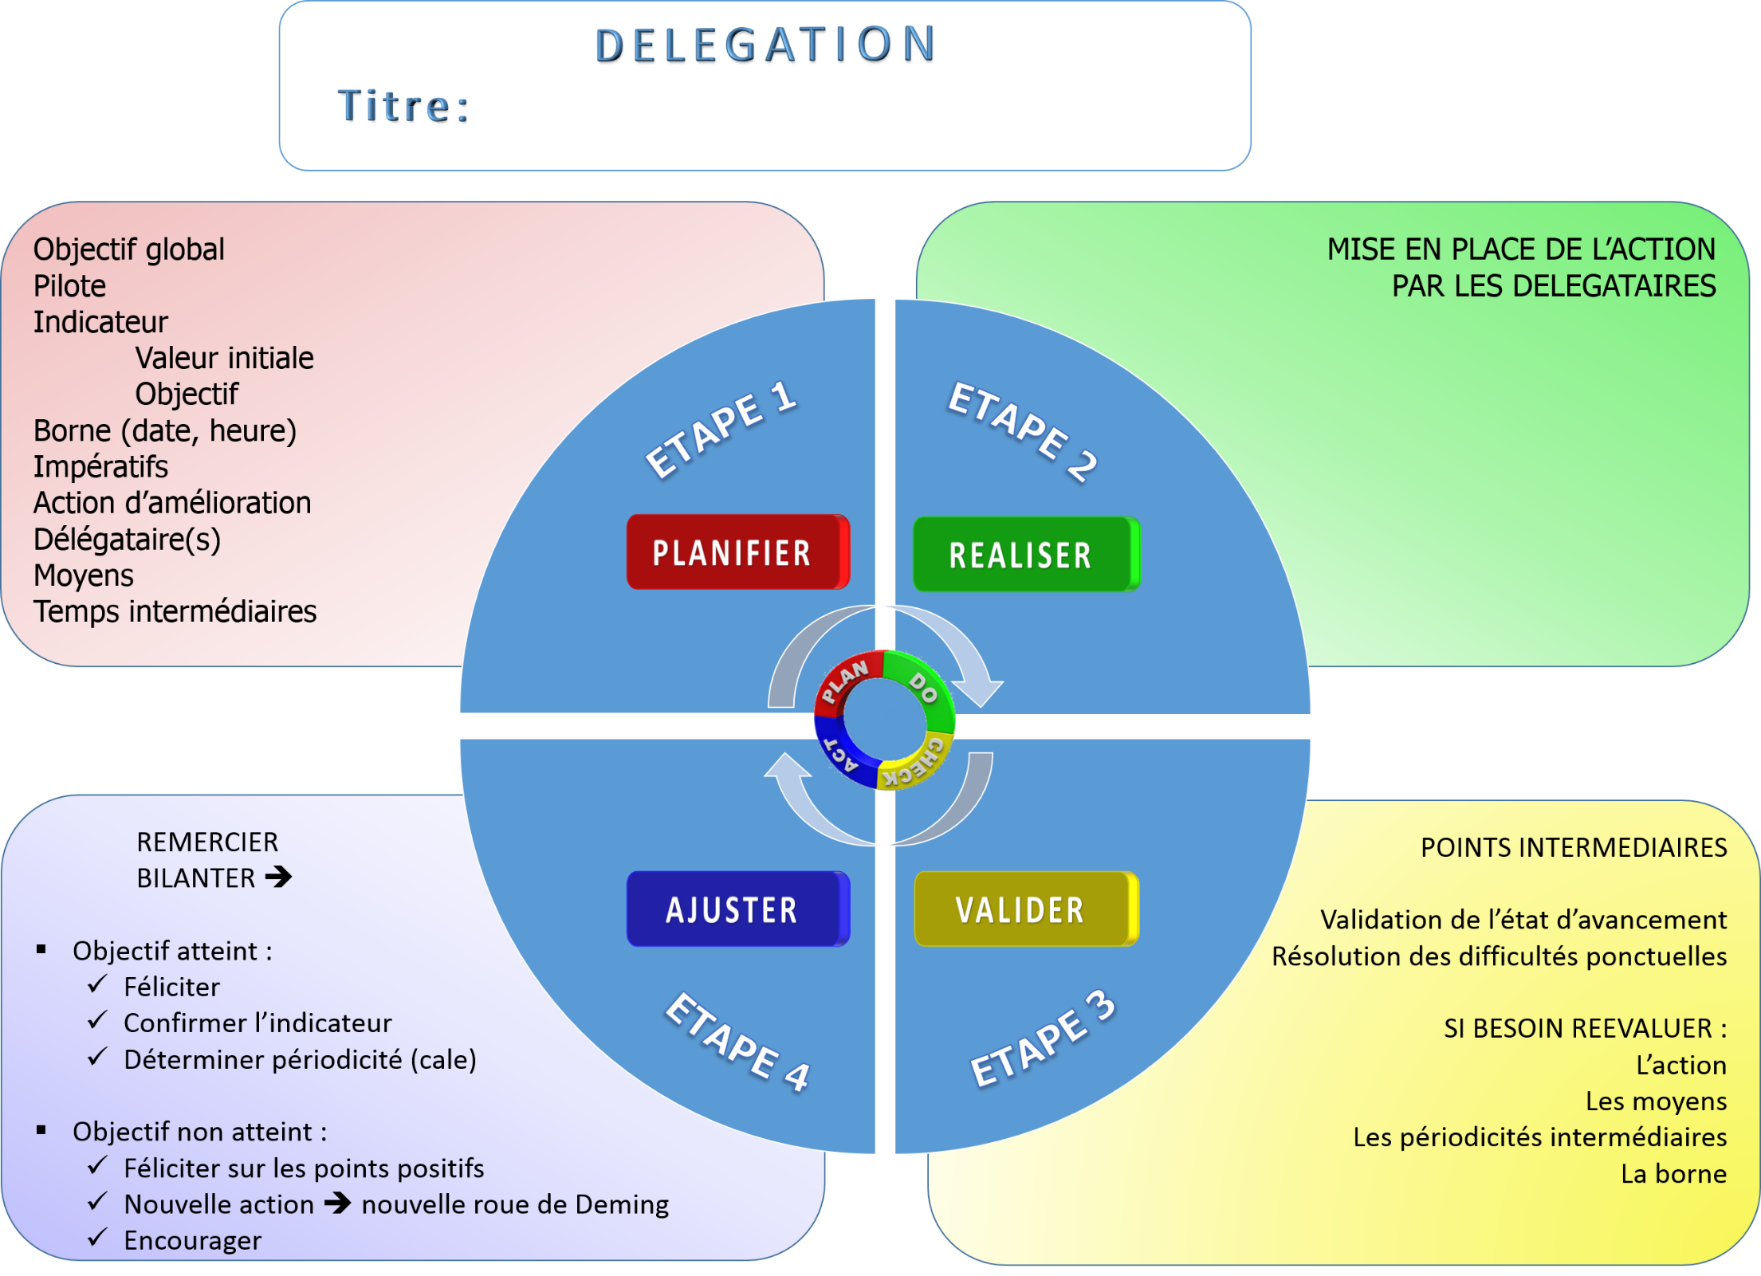 DELEGATION
Titre:
Objectif global
Pilote
Indicateur
Valeur initiale
Objectif
Borne (date, heure)
Impératifs
Action d’amélioration
Délégataire(s)
Moyens
Temps intermédiaires
MISE EN PLACE DE L’ACTION
PAR LES DELEGATAIRES
ETAPE 1
PLANIFIER
ETAPE 2
REALISER
PLAN
DO
CHECK
ACT
AJUSTER
ETAPE 4
VALIDER
ETAPE 3
REMERCIER
BILANTER ➔
▪ Objectif atteint :
✓ Féliciter
✓ Confirmer l’indicateur
✓ Déterminer périodicité (cale)
▪ Objectif non atteint :
✓ Féliciter sur les points positifs
✓ Nouvelle action ➔ nouvelle roue de Deming
✓ Encourager
POINTS INTERMEDIAIRES
Validation de l’état d’avancement
Résolution des difficultés ponctuelles
SI BESOIN REEVALUER :
L’action
Les moyens
Les périodicités intermédiaires
La borne